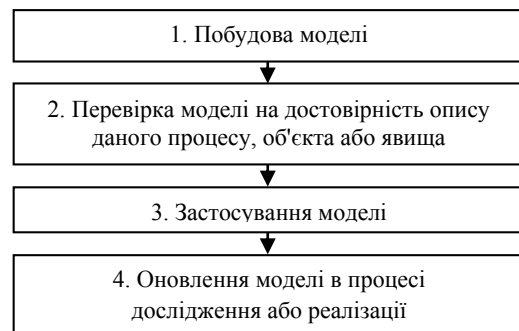 1. Побудова моделі
2. Перевірка моделі на достовірність опису
даного процесу, об'єкта або явища
3. Застосування моделі
4. Оновлення моделі в процесі
дослідження або реалізації